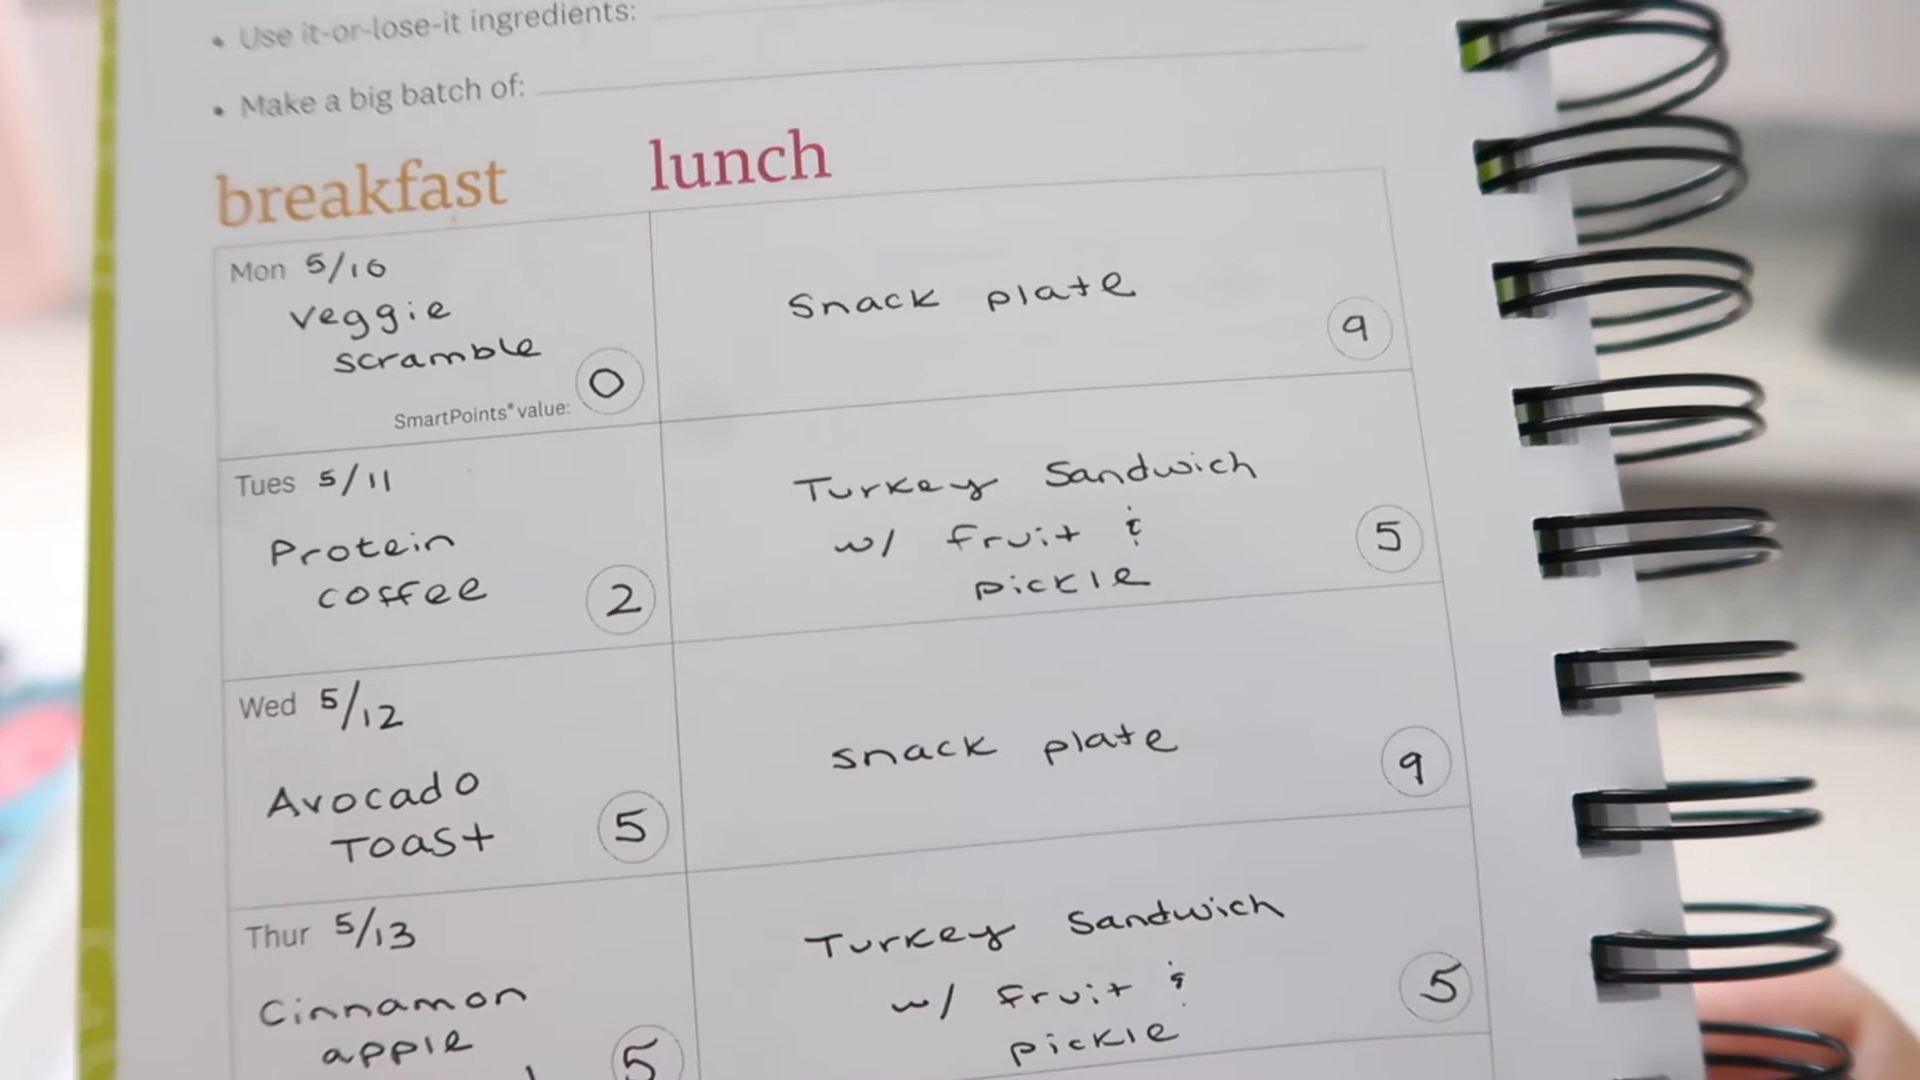 • Use it-or-lose-it ingredients:
• Make a big batch of:
breakfast lunch
Mon 5/10
Veggie
scramble
SmartPoints® value: 0
Snack plate
9
Tues 5/11
Protein
coffee
2
Turkey Sandwich
w/ fruit &
pickle
5
Wed 5/12
Avocado
Toast
5
snack plate
9
Thur 5/13
Cinnamon
apple
5
Turkey Sandwich
w/ fruit &
pickle
5